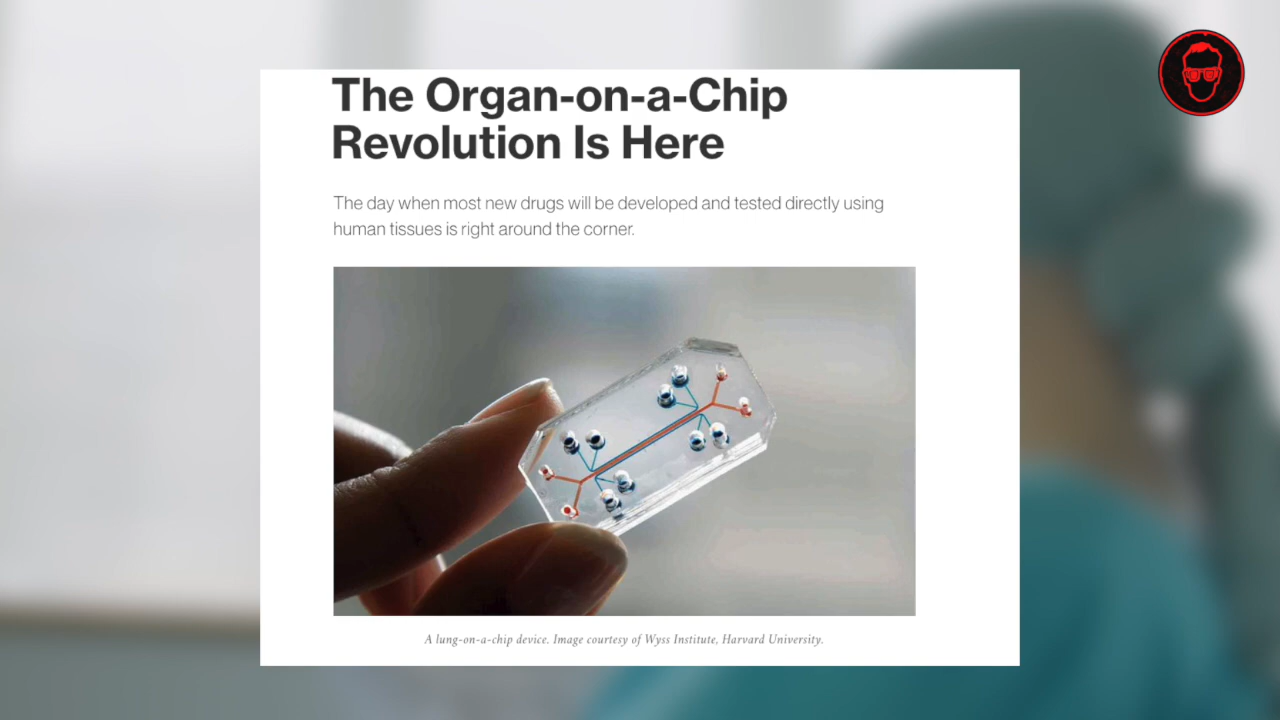 The Organ-on-a-Chip
Revolution Is Here
The day when most new drugs will be developed and tested directly using
human tissues is right around the corner.
A lung-on-a-chip device. Image courtesy of Wyss Institute, Harvard University.